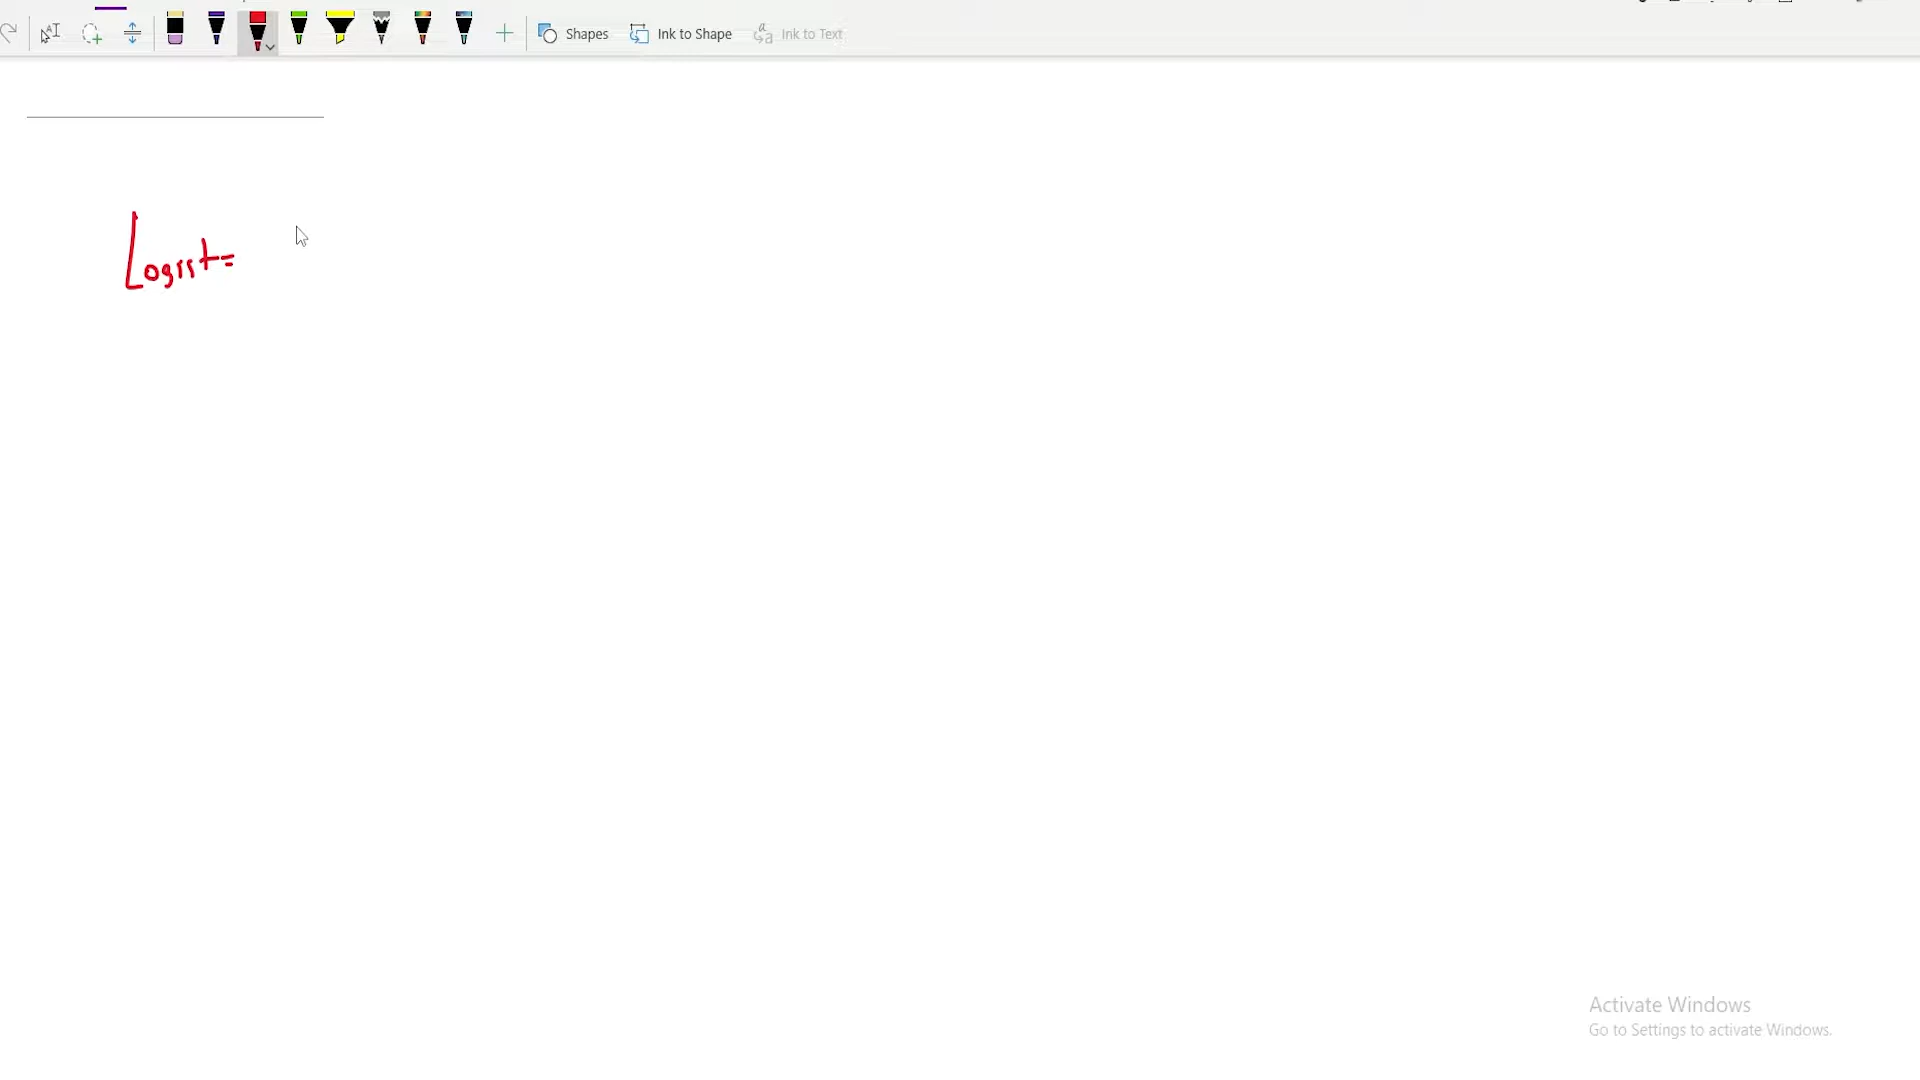 Shapes
Ink to Shape
Ink to Text
Logist=
Activate Windows
Go to Settings to activate Windows.